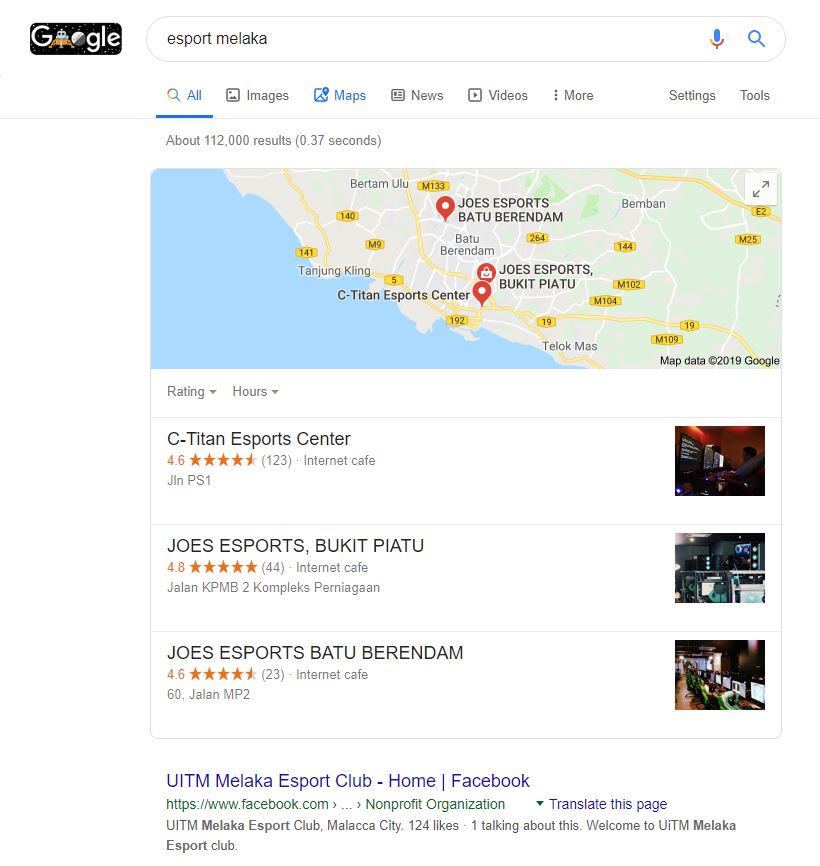 Google
esport melaka
All Images Maps News Videos More Settings Tools
About 112,000 results (0.37 seconds)
Bertam Ulu
M133
JOES ESPORTS
BATU BERENDAM
Bemban
E2
140
Batu
Berendam
264
M25
M9
144
141
Tanjung Kling
5
JOES ESPORTS,
BUKIT PIATU
M102
C-Titan Esports Center
M104
192
19
19
M109
Telok Mas
Map data ©2019 Google
Rating Hours
C-Titan Esports Center
4.6 (123) · Internet cafe
Jln PS1
JOES ESPORTS, BUKIT PIATU
4.8 (44) · Internet cafe
Jalan KPMB 2 Kompleks Perniagaan
JOES ESPORTS BATU BERENDAM
4.6 (23) · Internet cafe
60, Jalan MP2
UITM Melaka Esport Club - Home | Facebook
https://www.facebook.com › ... › Nonprofit Organization Translate this page
UITM Melaka Esport Club, Malacca City. 124 likes · 1 talking about this. Welcome to UiTM Melaka
Esport club.